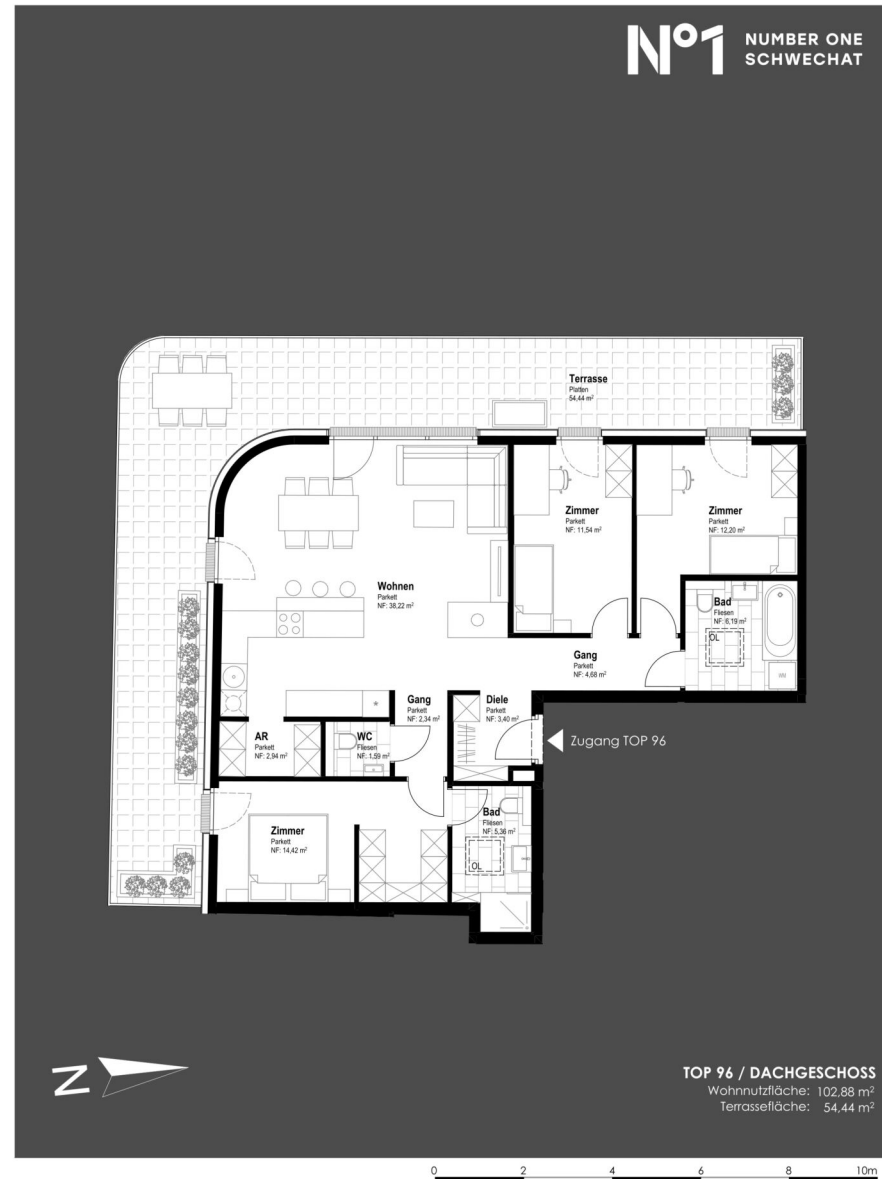 Nº1
NUMBER ONE
SCHWECHAT
Terrasse
Platten
54,44 m²
Zimmer
Parkett
NF: 11,54 m²
Zimmer
Parkett
NF: 12,20 m²
Wohnen
Parkett
NF: 38,22 m²
Bad
Fliesen
NF: 6,19 m²
OL
WM
Gang
Parkett
NF: 4,68 m²
Gang
Parkett
NF: 2,34 m²
Diele
Parkett
NF: 3,40 m²
AR
Parkett
NF: 2,94 m²
WC
Fliesen
NF: 1,59 m²
Zugang TOP 96
Zimmer
Parkett
NF: 14,42 m²
Bad
Fliesen
NF: 5,36 m²
OL
N
TOP 96 / DACHGESCHOSS
Wohnnutzfläche: 102,88 m²
Terrassefläche: 54,44 m²
0 2 4 6 8 10m